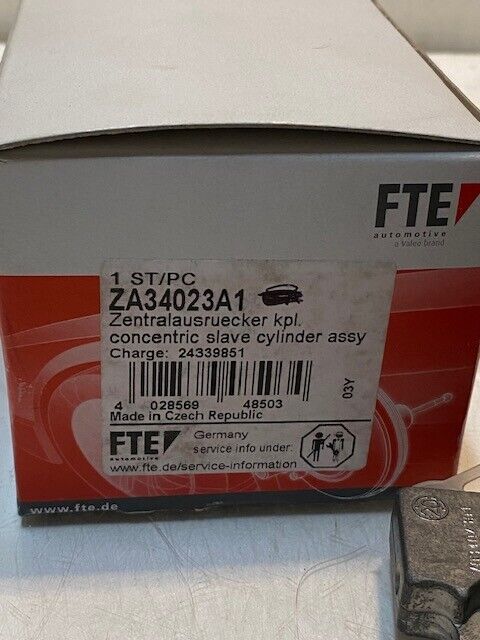 FTE
automotive
a Valeo brand
1 ST/PC
ZA34023A1
Zentralausruecker kpl.
concentric slave cylinder assy
Charge: 24339851
4 028569 48503
03Y
Made in Czech Republic
FTE
automotive
Germany
service info under:
www.fte.de/service-information
www.fte.de